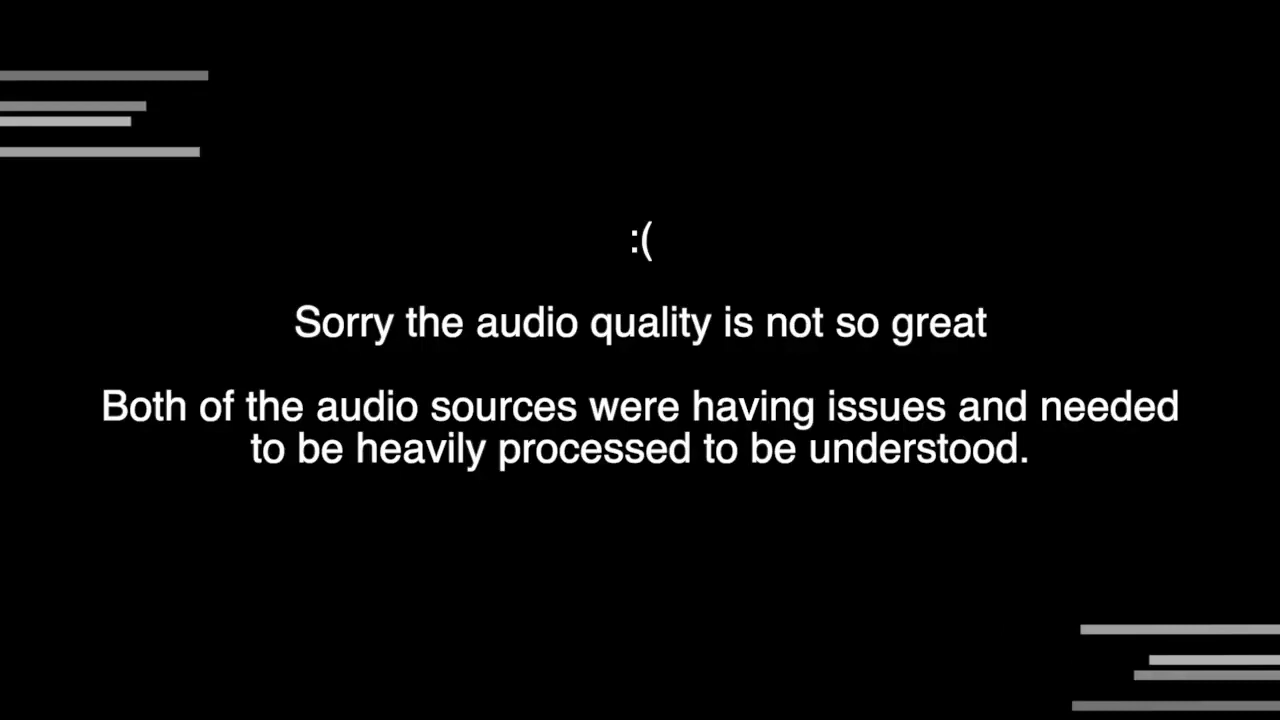 :(
Sorry the audio quality is not so great
Both of the audio sources were having issues and needed
to be heavily processed to be understood.